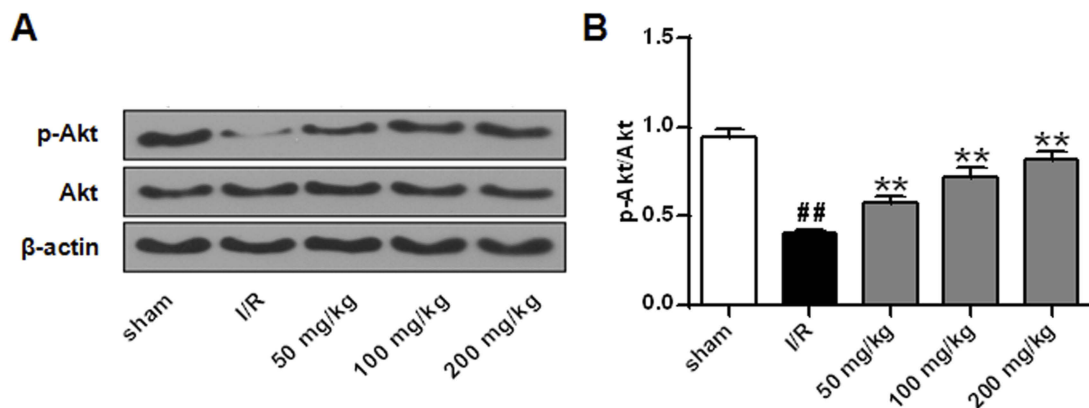 A
p-Akt
Akt
β-actin
sham
I/R
50 mg/kg
100 mg/kg
200 mg/kg
B
p-Akt/Akt
1.5
1.0
0.5
0.0
##
**
**
**
sham
I/R
50 mg/kg
100 mg/kg
200 mg/kg